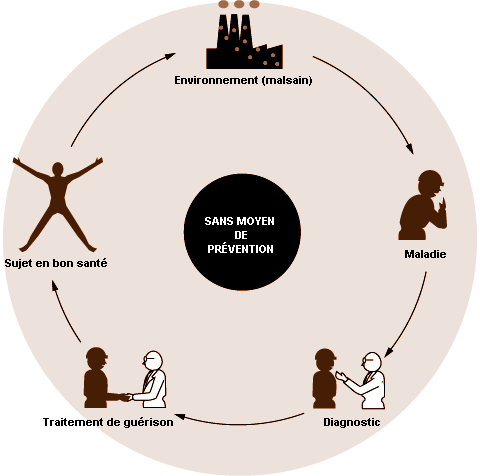 Environnement (malsain)
Maladie
Diagnostic
Traitement de guérison
Sujet en bon santé
SANS MOYEN
DE
PRÉVENTION